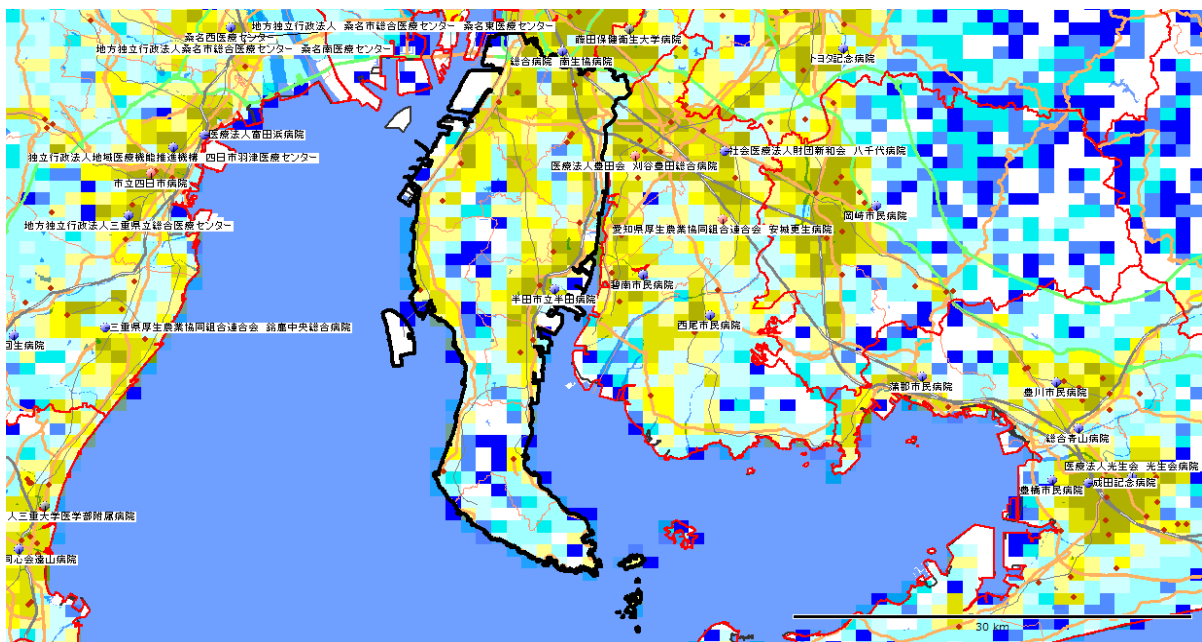 地方独立行政法人 桑名市総合医療センター 桑名東医療センター
桑名西医療センター
地方独立行政法人桑名市総合医療センター 桑名南医療センター
総合病院 南生協病院
トヨタ記念病院
医療法人富田浜病院
独立行政法人地域医療機能推進機構 四日市羽津医療センター
市立四日市病院
地方独立行政法人三重県立総合医療センター
医療法人豊田会 刈谷豊田総合病院
社会医療法人財団新和会 八千代病院
岡崎市民病院
愛知県厚生農業協同組合連合会 安城更生病院
碧南市民病院
半田市立半田病院
西尾市民病院
三重県厚生農業協同組合連合会 鈴鹿中央総合病院
回生病院
蒲郡市民病院
豊川市民病院
総合青山病院
医療法人光生会 光生会病院
豊橋市民病院
成田記念病院
人三重大学医学部附属病院
同心会遠山病院
30 km